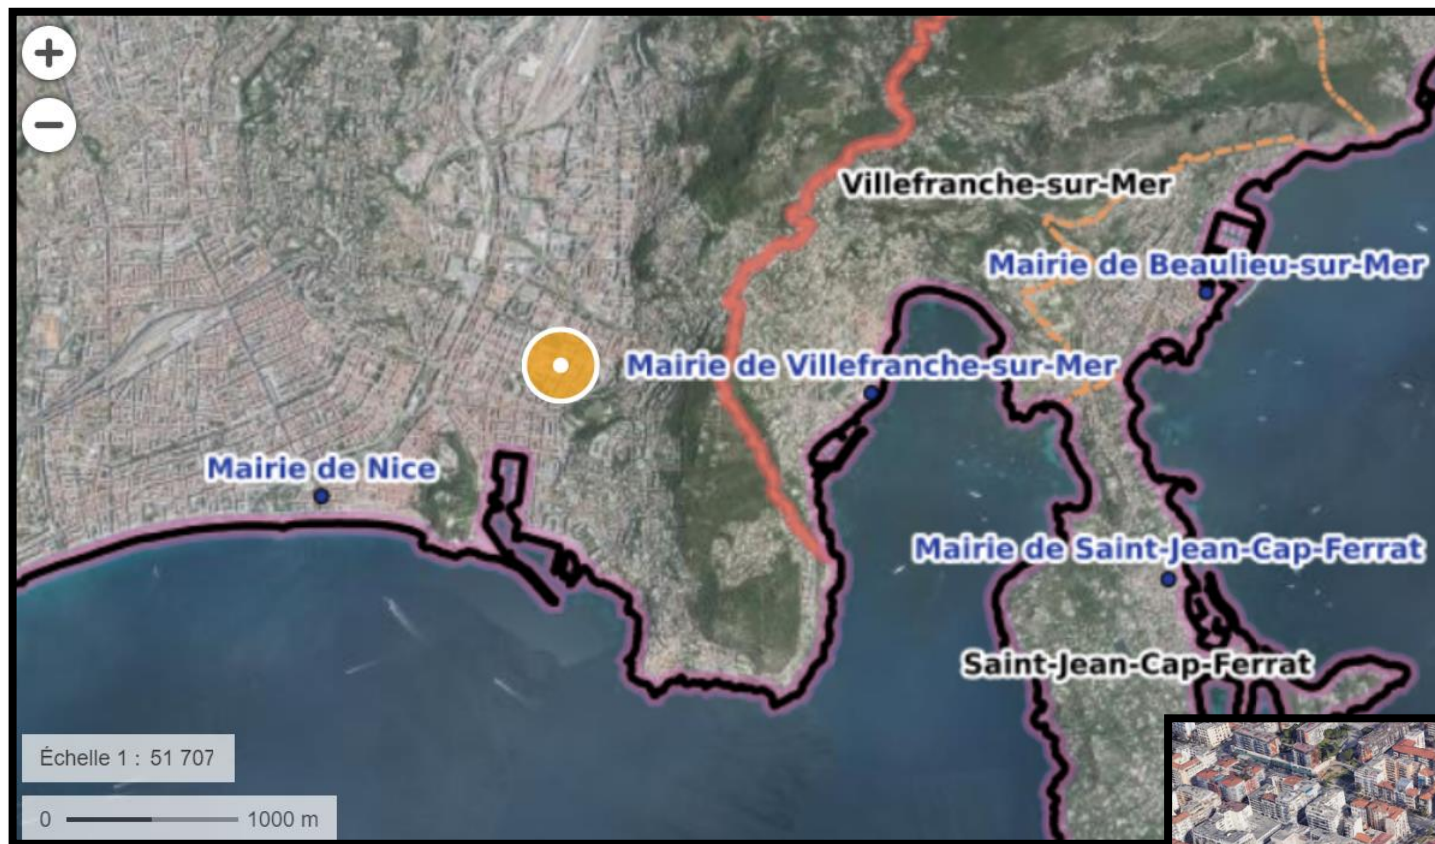 +
−
Villefranche-sur-Mer
Mairie de Beaulieu-sur-Mer
Mairie de Villefranche-sur-Mer
Mairie de Nice
Mairie de Saint-Jean-Cap-Ferrat
Saint-Jean-Cap-Ferrat
Échelle 1 : 51 707
0 1000 m